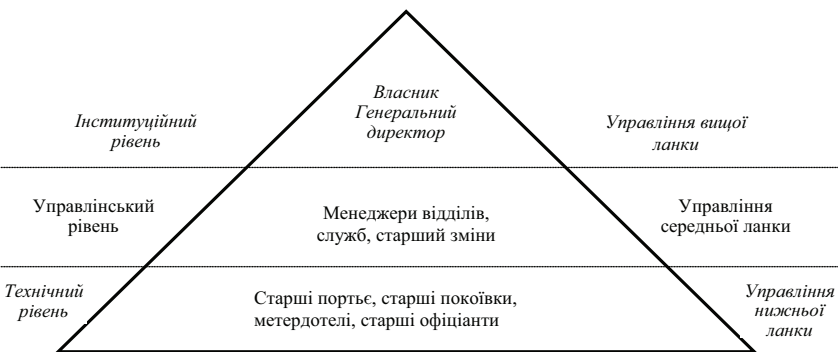 Інституційний
рівень
Власник
Генеральний
директор
Управління вищої
ланки
Управлінський
рівень
Менеджери відділів,
служб, старший зміни
Управління
середньої ланки
Технічний
рівень
Старші портьє, старші покоївки,
метердотелі, старші офіціанти
Управління
нижньої
ланки